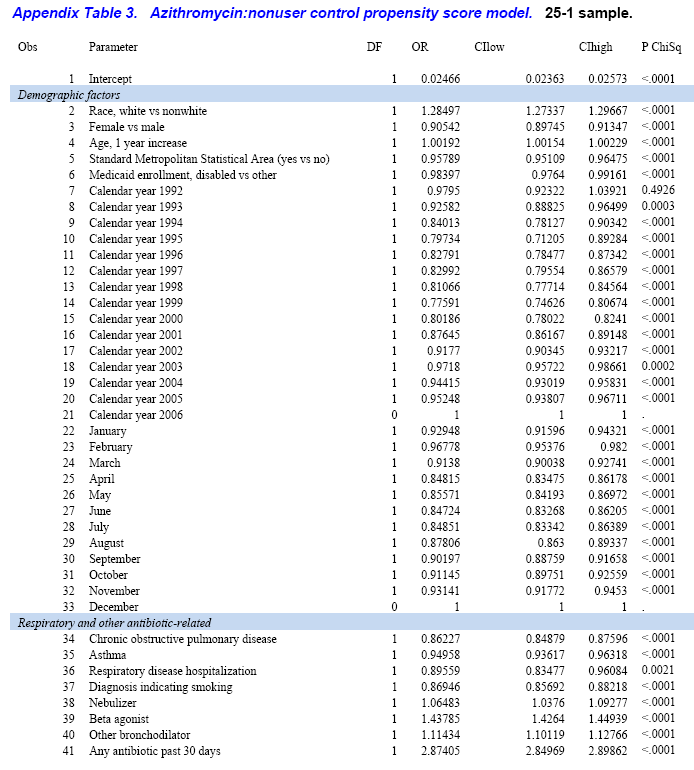 Appendix Table 3. Azithromycin:nonuser control propensity score model. 25-1 sample.
Obs Parameter DF OR CIlow CIhigh P ChiSq
1 Intercept 1 0.02466 0.02363 0.02573 <.0001
Demographic factors
2 Race, white vs nonwhite 1 1.28497 1.27337 1.29667 <.0001
3 Female vs male 1 0.90542 0.89745 0.91347 <.0001
4 Age, 1 year increase 1 1.00192 1.00154 1.00229 <.0001
5 Standard Metropolitan Statistical Area (yes vs no) 1 0.95789 0.95109 0.96475 <.0001
6 Medicaid enrollment, disabled vs other 1 0.98397 0.9764 0.99161 <.0001
7 Calendar year 1992 1 0.9795 0.92322 1.03921 0.4926
8 Calendar year 1993 1 0.92582 0.88825 0.96499 0.0003
9 Calendar year 1994 1 0.84013 0.78127 0.90342 <.0001
10 Calendar year 1995 1 0.79734 0.71205 0.89284 <.0001
11 Calendar year 1996 1 0.82791 0.78477 0.87342 <.0001
12 Calendar year 1997 1 0.82992 0.79554 0.86579 <.0001
13 Calendar year 1998 1 0.81066 0.77714 0.84564 <.0001
14 Calendar year 1999 1 0.77591 0.74626 0.80674 <.0001
15 Calendar year 2000 1 0.80186 0.78022 0.8241 <.0001
16 Calendar year 2001 1 0.87645 0.86167 0.89148 <.0001
17 Calendar year 2002 1 0.9177 0.90345 0.93217 <.0001
18 Calendar year 2003 1 0.9718 0.95722 0.98661 0.0002
19 Calendar year 2004 1 0.94415 0.93019 0.95831 <.0001
20 Calendar year 2005 1 0.95248 0.93807 0.96711 <.0001
21 Calendar year 2006 0 1 1 1 .
22 January 1 0.92948 0.91596 0.94321 <.0001
23 February 1 0.96778 0.95376 0.982 <.0001
24 March 1 0.9138 0.90038 0.92741 <.0001
25 April 1 0.84815 0.83475 0.86178 <.0001
26 May 1 0.85571 0.84193 0.86972 <.0001
27 June 1 0.84724 0.83268 0.86205 <.0001
28 July 1 0.84851 0.83342 0.86389 <.0001
29 August 1 0.87806 0.863 0.89337 <.0001
30 September 1 0.90197 0.88759 0.91658 <.0001
31 October 1 0.91145 0.89751 0.92559 <.0001
32 November 1 0.93141 0.91772 0.9453 <.0001
33 December 0 1 1 1 .
Respiratory and other antibiotic-related
34 Chronic obstructive pulmonary disease 1 0.86227 0.84879 0.87596 <.0001
35 Asthma 1 0.94958 0.93617 0.96318 <.0001
36 Respiratory disease hospitalization 1 0.89559 0.83477 0.96084 0.0021
37 Diagnosis indicating smoking 1 0.86946 0.85692 0.88218 <.0001
38 Nebulizer 1 1.06483 1.0376 1.09277 <.0001
39 Beta agonist 1 1.43785 1.4264 1.44939 <.0001
40 Other bronchodilator 1 1.11434 1.10119 1.12766 <.0001
41 Any antibiotic past 30 days 1 2.87405 2.84969 2.89862 <.0001